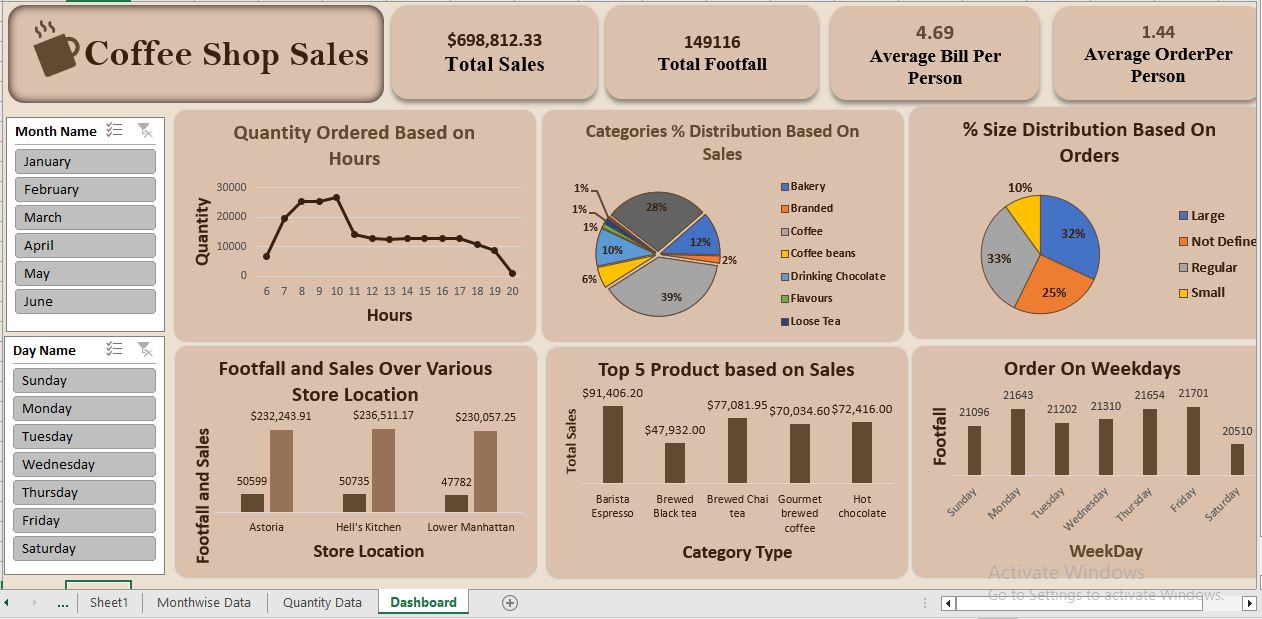 Coffee Shop Sales
$698,812.33
Total Sales
149116
Total Footfall
4.69
Average Bill Per
Person
1.44
Average OrderPer
Person
Month Name
January
February
March
April
May
June
Day Name
Sunday
Monday
Tuesday
Wednesday
Thursday
Friday
Saturday
Quantity Ordered Based on
Hours
Quantity
30000
20000
10000
0
6 7 8 9 10 11 12 13 14 15 16 17 18 19 20
Hours
Categories % Distribution Based On
Sales
1%
1%
1%
28%
12%
2%
10%
6%
39%
Bakery
Branded
Coffee
Coffee beans
Drinking Chocolate
Flavours
Loose Tea
% Size Distribution Based On
Orders
10%
32%
33%
25%
Large
Not Define
Regular
Small
Footfall and Sales Over Various
Store Location
Footfall and Sales
$232,243.91 $236,511.17 $230,057.25
50599 50735 47782
Astoria Hell's Kitchen Lower Manhattan
Store Location
Top 5 Product based on Sales
Total Sales
$91,406.20
$47,932.00
$77,081.95
$70,034.60
$72,416.00
Barista
Espresso
Brewed
Black tea
Brewed Chai
tea
Gourmet
brewed
coffee
Hot
chocolate
Category Type
Order On Weekdays
Footfall
21096
21643
21202
21310
21654
21701
20510
Sunday
Monday
Tuesday
Wednesday
Thursday
Friday
Saturday
WeekDay
Activate Windows
Go to Settings to activate Windows.
... Sheet1 Monthwise Data Quantity Data Dashboard